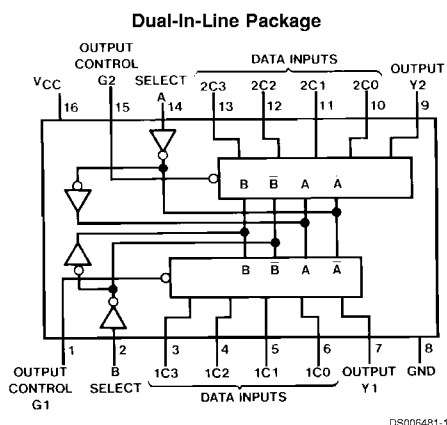 Dual-In-Line Package
OUTPUT
CONTROL
G2
SELECT
A
DATA INPUTS
OUTPUT
Y2
VCC
2C3
2C2
2C1
2C0
16
15
14
13
12
11
10
9
B
B̅
A
A̅
B
B̅
A
A̅
1
2
3
4
5
6
7
8
OUTPUT
CONTROL
G1
B
SELECT
1C3
1C2
1C1
1C0
DATA INPUTS
OUTPUT
Y1
GND
DS006481-1